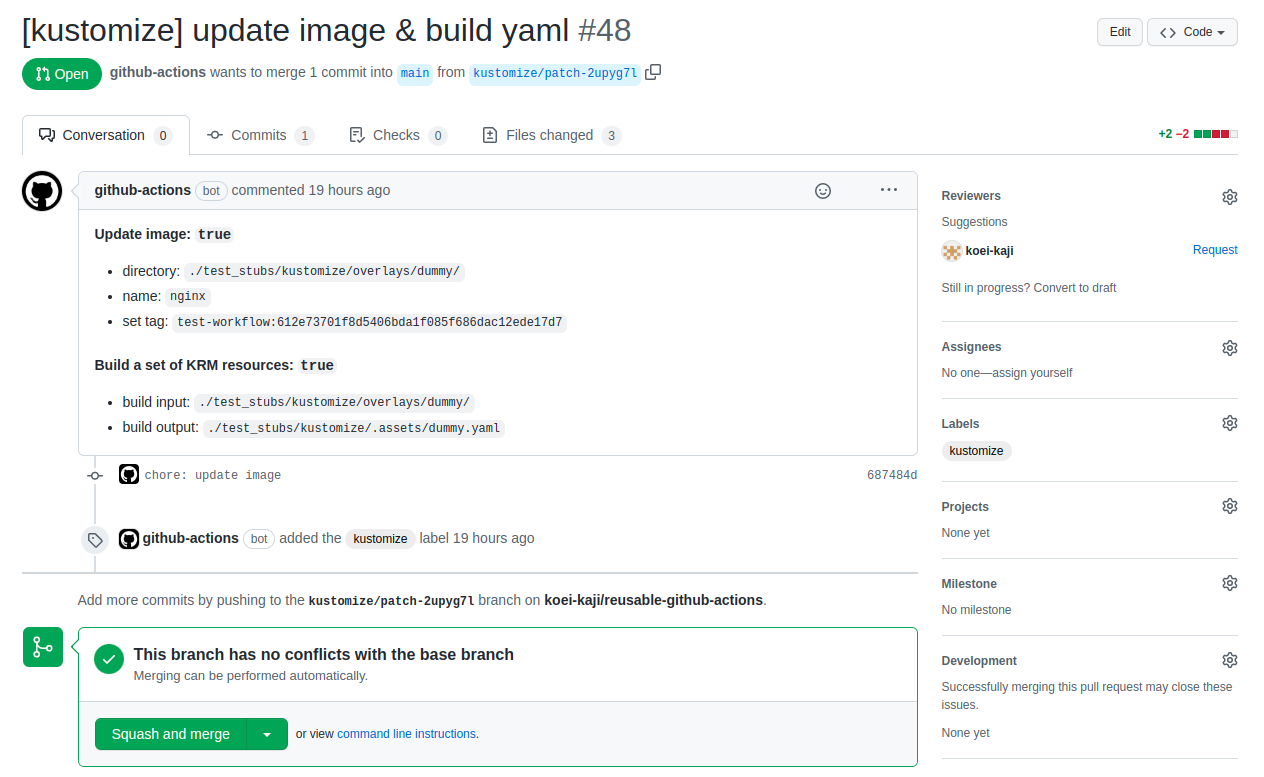 [kustomize] update image & build yaml #48
Edit
Code
Open
github-actions wants to merge 1 commit into main from kustomize/patch-2upyg7l
Conversation 0
Commits 1
Checks 0
Files changed 3
+2 −2
github-actions bot commented 19 hours ago
Update image: true
directory: ./test_stubs/kustomize/overlays/dummy/
name: nginx
set tag: test-workflow:612e73701f8d5406bda1f085f686dac12ede17d7
Build a set of KRM resources: true
build input: ./test_stubs/kustomize/overlays/dummy/
build output: ./test_stubs/kustomize/.assets/dummy.yaml
chore: update image
687484d
github-actions bot added the kustomize label 19 hours ago
Add more commits by pushing to the kustomize/patch-2upyg7l branch on koei-kaji/reusable-github-actions.
This branch has no conflicts with the base branch
Merging can be performed automatically.
Squash and merge
or view command line instructions.
Reviewers
Suggestions
koei-kaji
Request
Still in progress? Convert to draft
Assignees
No one—assign yourself
Labels
kustomize
Projects
None yet
Milestone
No milestone
Development
Successfully merging this pull request may close these
issues.
None yet